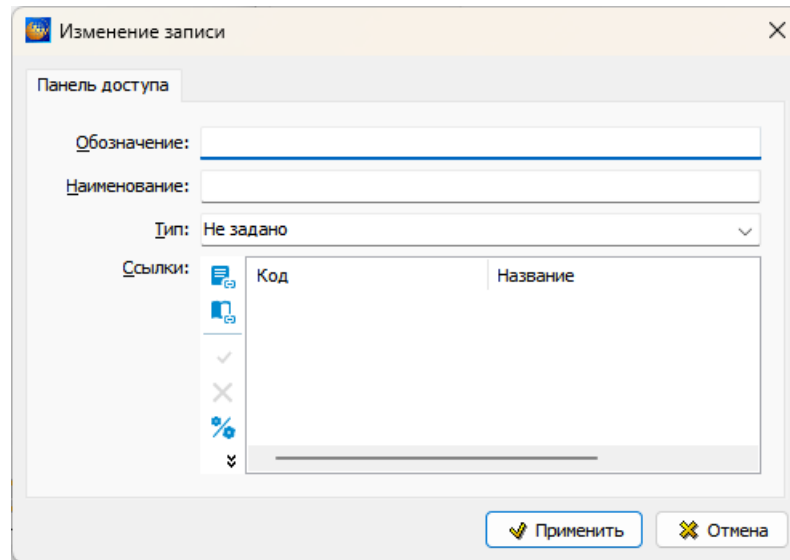 Изменение записи
Панель доступа
Обозначение:
Наименование:
Тип: Не задано
Ссылки:
Код Название
Применить Отмена